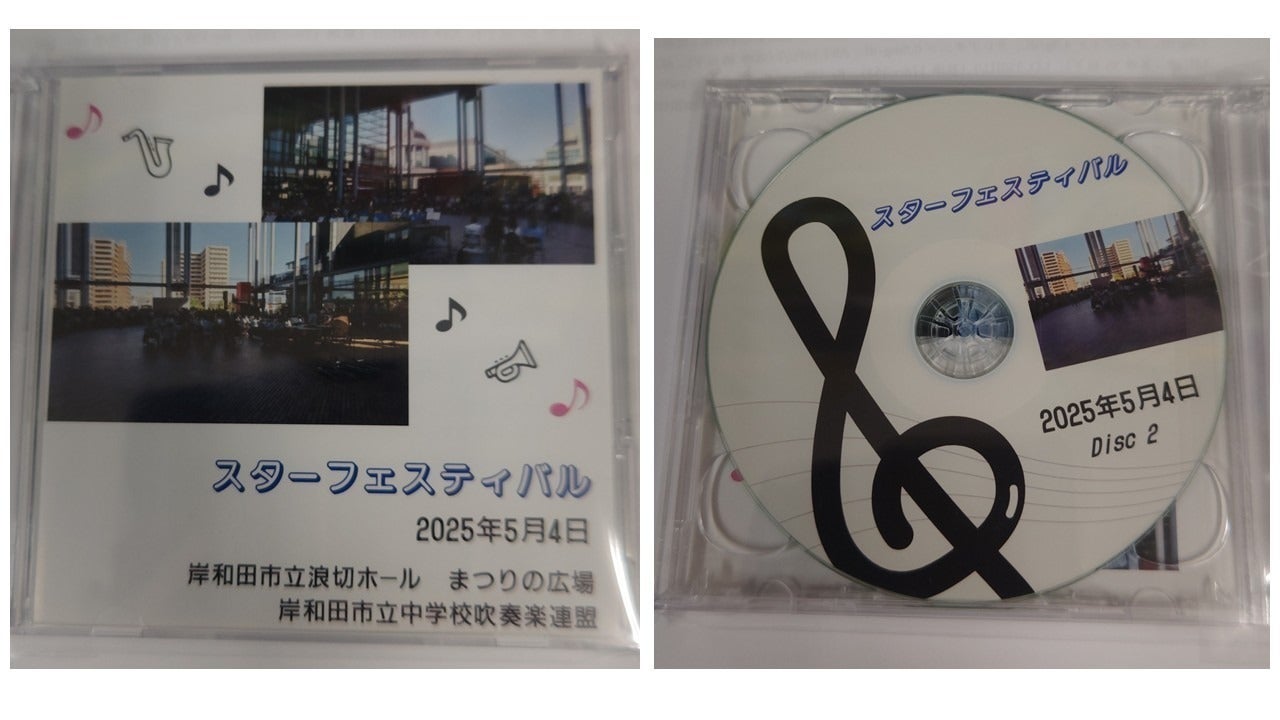 スターフェスティバル
2025年5月4日
岸和田市立浪切ホール　まつりの広場
岸和田市立中学校吹奏楽連盟
スターフェスティバル
2025年5月4日
Disc 2